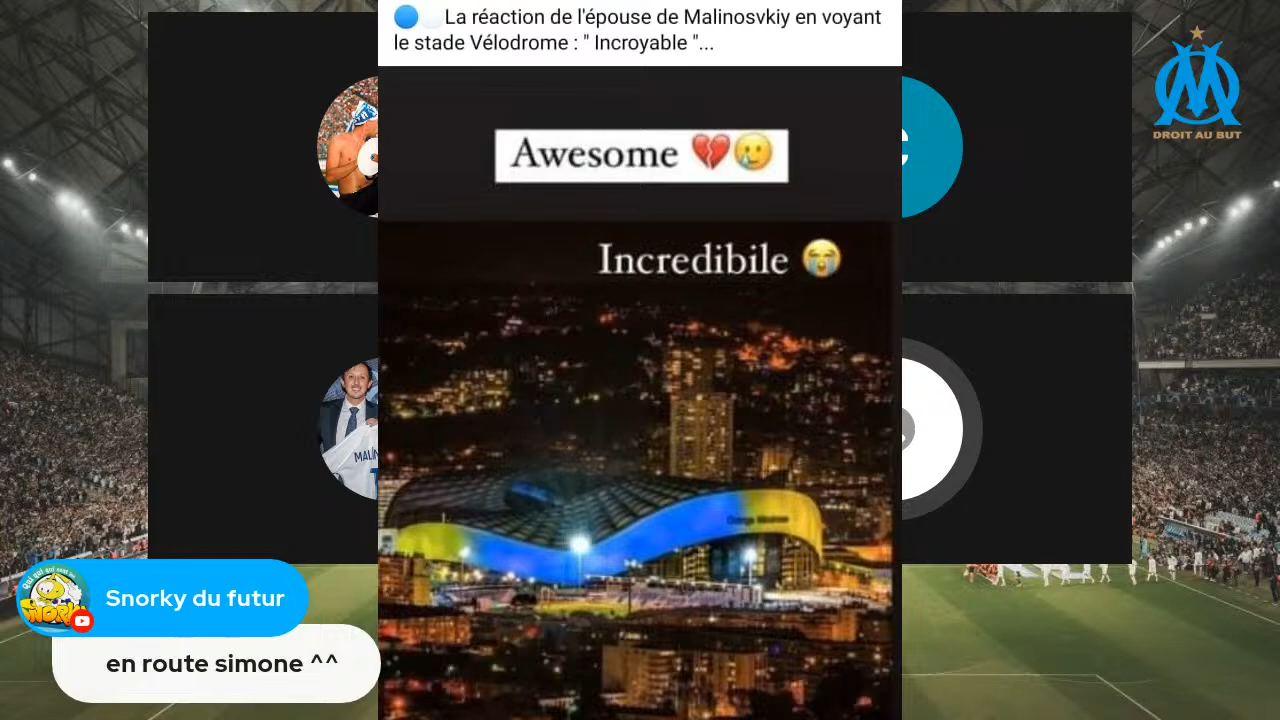 La réaction de l'épouse de Malinosvkiy en voyant
le stade Vélodrome : " Incroyable "...
Awesome 💔🥲
Incredibile 😭
DROIT AU BUT
MALIN
Snorky du futur
en route simone ^^